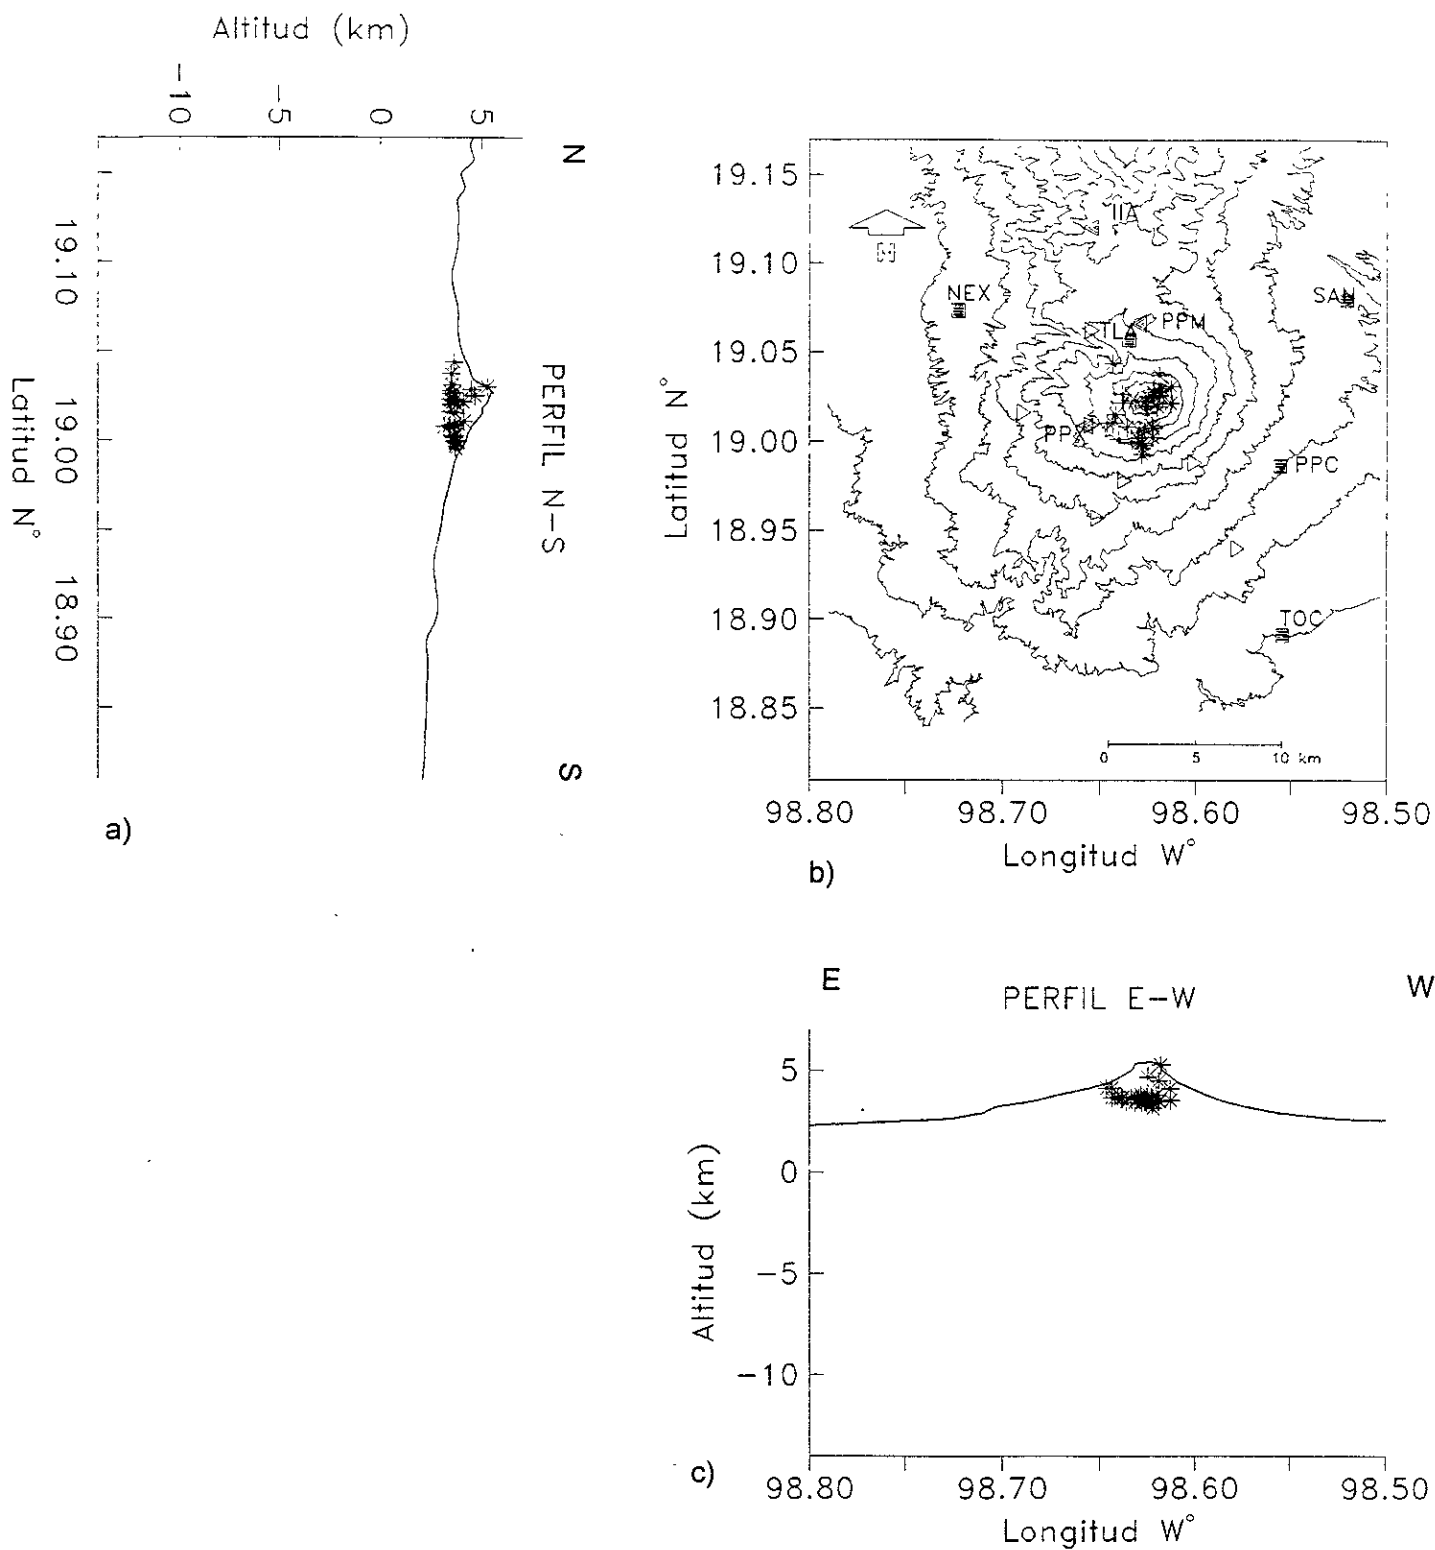 Altitud (km)
-10
-5
0
5
N
19.10
19.00
18.90
Latitud N°
PERFIL N-S
S
a)
19.15
19.10
19.05
19.00
18.95
18.90
18.85
Latitud N°
N
IIA
NEX
SAN
TLA
PPM
PPX
PPC
TOC
0 5 10 km
98.80 98.70 98.60 98.50
Longitud W°
b)
E
PERFIL E-W
W
5
0
-5
-10
Altitud (km)
c)
98.80 98.70 98.60 98.50
Longitud W°